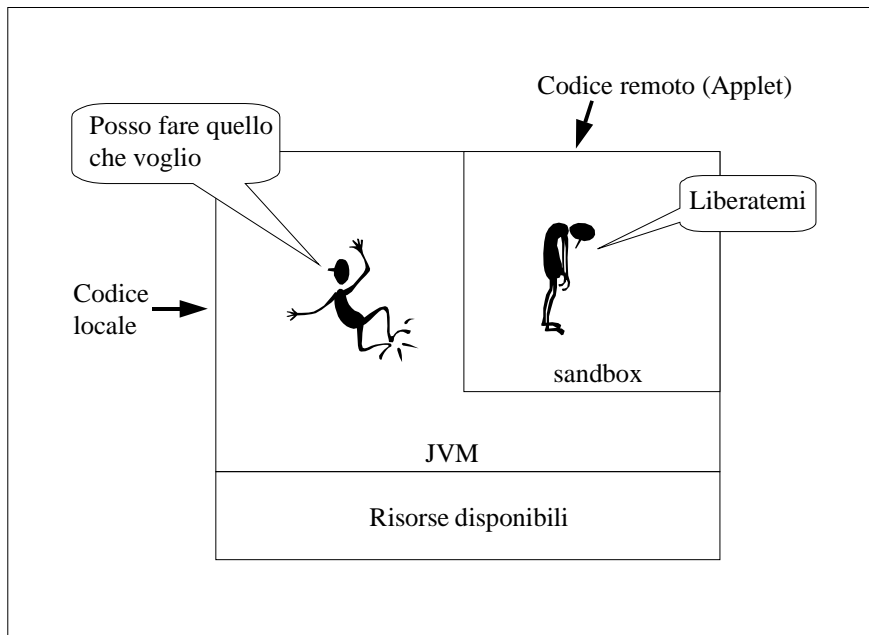 Codice remoto (Applet)
Posso fare quello
che voglio
Liberatemi
Codice
locale
sandbox
JVM
Risorse disponibili